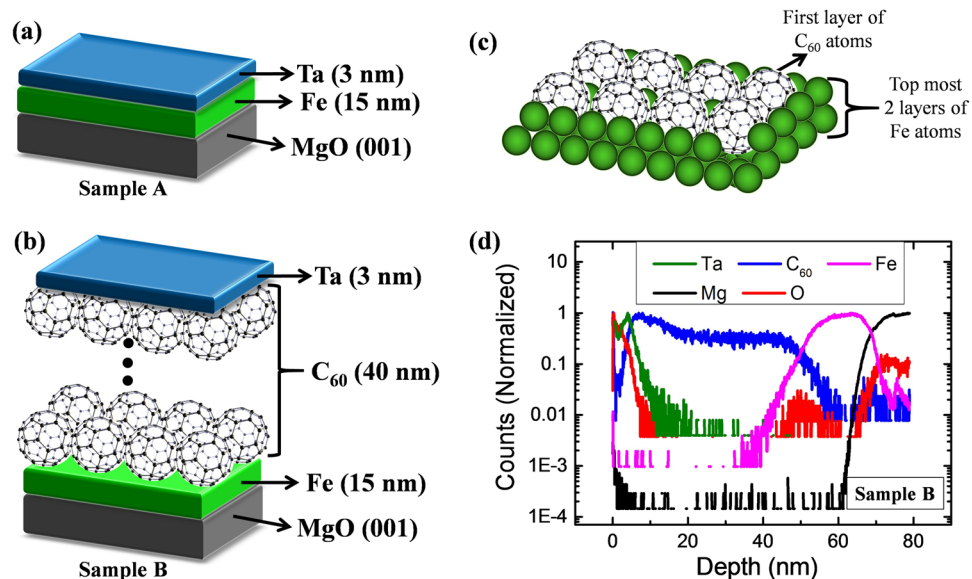 (a)
Ta (3 nm)
Fe (15 nm)
MgO (001)
Sample A
(b)
Ta (3 nm)
C60 (40 nm)
Fe (15 nm)
MgO (001)
Sample B
(c)
First layer of
C60 atoms
Top most
2 layers of
Fe atoms
(d)
Ta
C60
Fe
Mg
O
Counts (Normalized)
1
0.1
0.01
1E-3
1E-4
Sample B
0
20
40
60
80
Depth (nm)